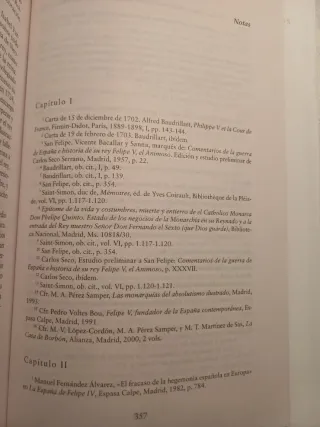 Notas
Capítulo I
¹ Carta de 15 de diciembre de 1702. Alfred Baudrillart, Philippe V et la Cour de
France, Firmin-Didot, París, 1889-1898, I, pp. 143-144.
² Carta de 15 de febrero de 1703. Baudrillart, ibídem.
³ San Felipe, Vicente Bacallar y Sanna, marqués de: Comentarios de la guerra
de España e historia de su rey Felipe V, el Animoso. Edición y estudio preliminar de
Carlos Seco Serrano, Madrid, 1957, p. 22.
Baudrillart, ob. cit., I, p. 49.
Baudrillart, ob. cit., I, p. 139.
San Felipe, ob. cit., p. 354.
Saint-Simon, duc de, Mémoires, ed. de Yves Coirault, Bibliothèque de la Pléia-
de, vol. VI, pp. 1.117-1.120.
Epítome de la vida y costumbres, muerte y entierro de el Catholico Monarca
Don Phelipe Quinto. Estado de los negocios de la Monarchia en su Reynado y a la
entrada del Rey nuestro Señor Don Fernando el Sexto (que Dios guarde), Bibliote-
ca Nacional, Madrid, Ms. 10818/30.
Saint-Simon, ob. cit., vol. VI, pp. 1.117-1.120.
San Felipe, ob. cit., p. 354.
Carlos Seco, Estudio preliminar a San Felipe, Comentarios de la guerra de
España e historia de su rey Felipe V, el Animoso, p. XXXVII.
Carlos Seco, ibídem.
Saint-Simon, ob. cit., vol. VI, pp. 1.120-1.121.
Cfr. M. A. Pérez Samper, Las monarquías del absolutismo ilustrado, Madrid,
Cfr. Pedro Voltes Bou, Felipe V, fundador de la España contemporánea, Es-
pasa Calpe, Madrid, 1991.
Cfr. M. V. López-Cordón, M. A. Pérez Samper, y M. T. Martínez de Sas, La
Casa de Borbón, Alianza, Madrid, 2000, 2 vols.
Capítulo II
¹ Manuel Fernández Álvarez, «El fracaso de la hegemonía española en Europa»
en La España de Felipe IV, Espasa Calpe, Madrid, 1982, p. 784.
357